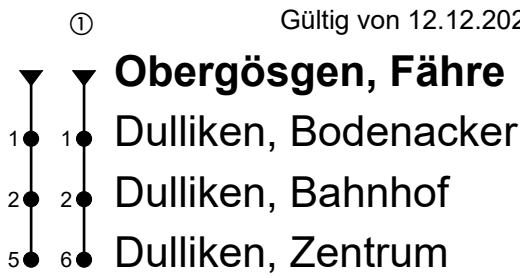 ① Gültig von 12.12.202
Obergösgen, Fähre
1 1 Dulliken, Bodenacker
2 2 Dulliken, Bahnhof
5 6 Dulliken, Zentrum